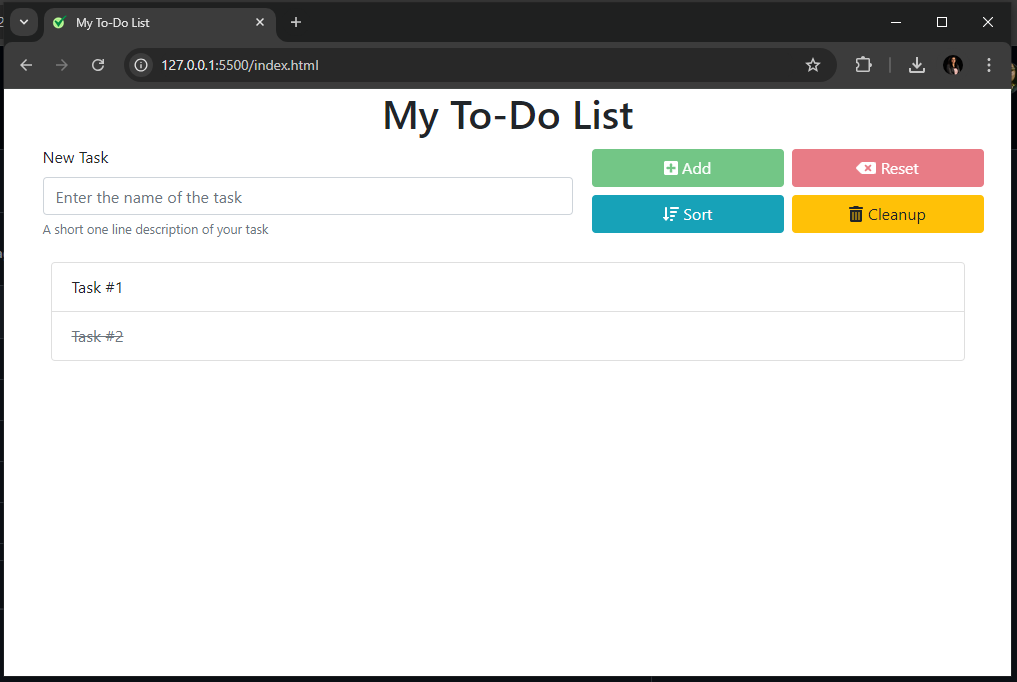 My To-Do List
127.0.0.1:5500/index.html
My To-Do List
New Task
Enter the name of the task
A short one line description of your task
Add
Reset
Sort
Cleanup
Task #1
Task #2